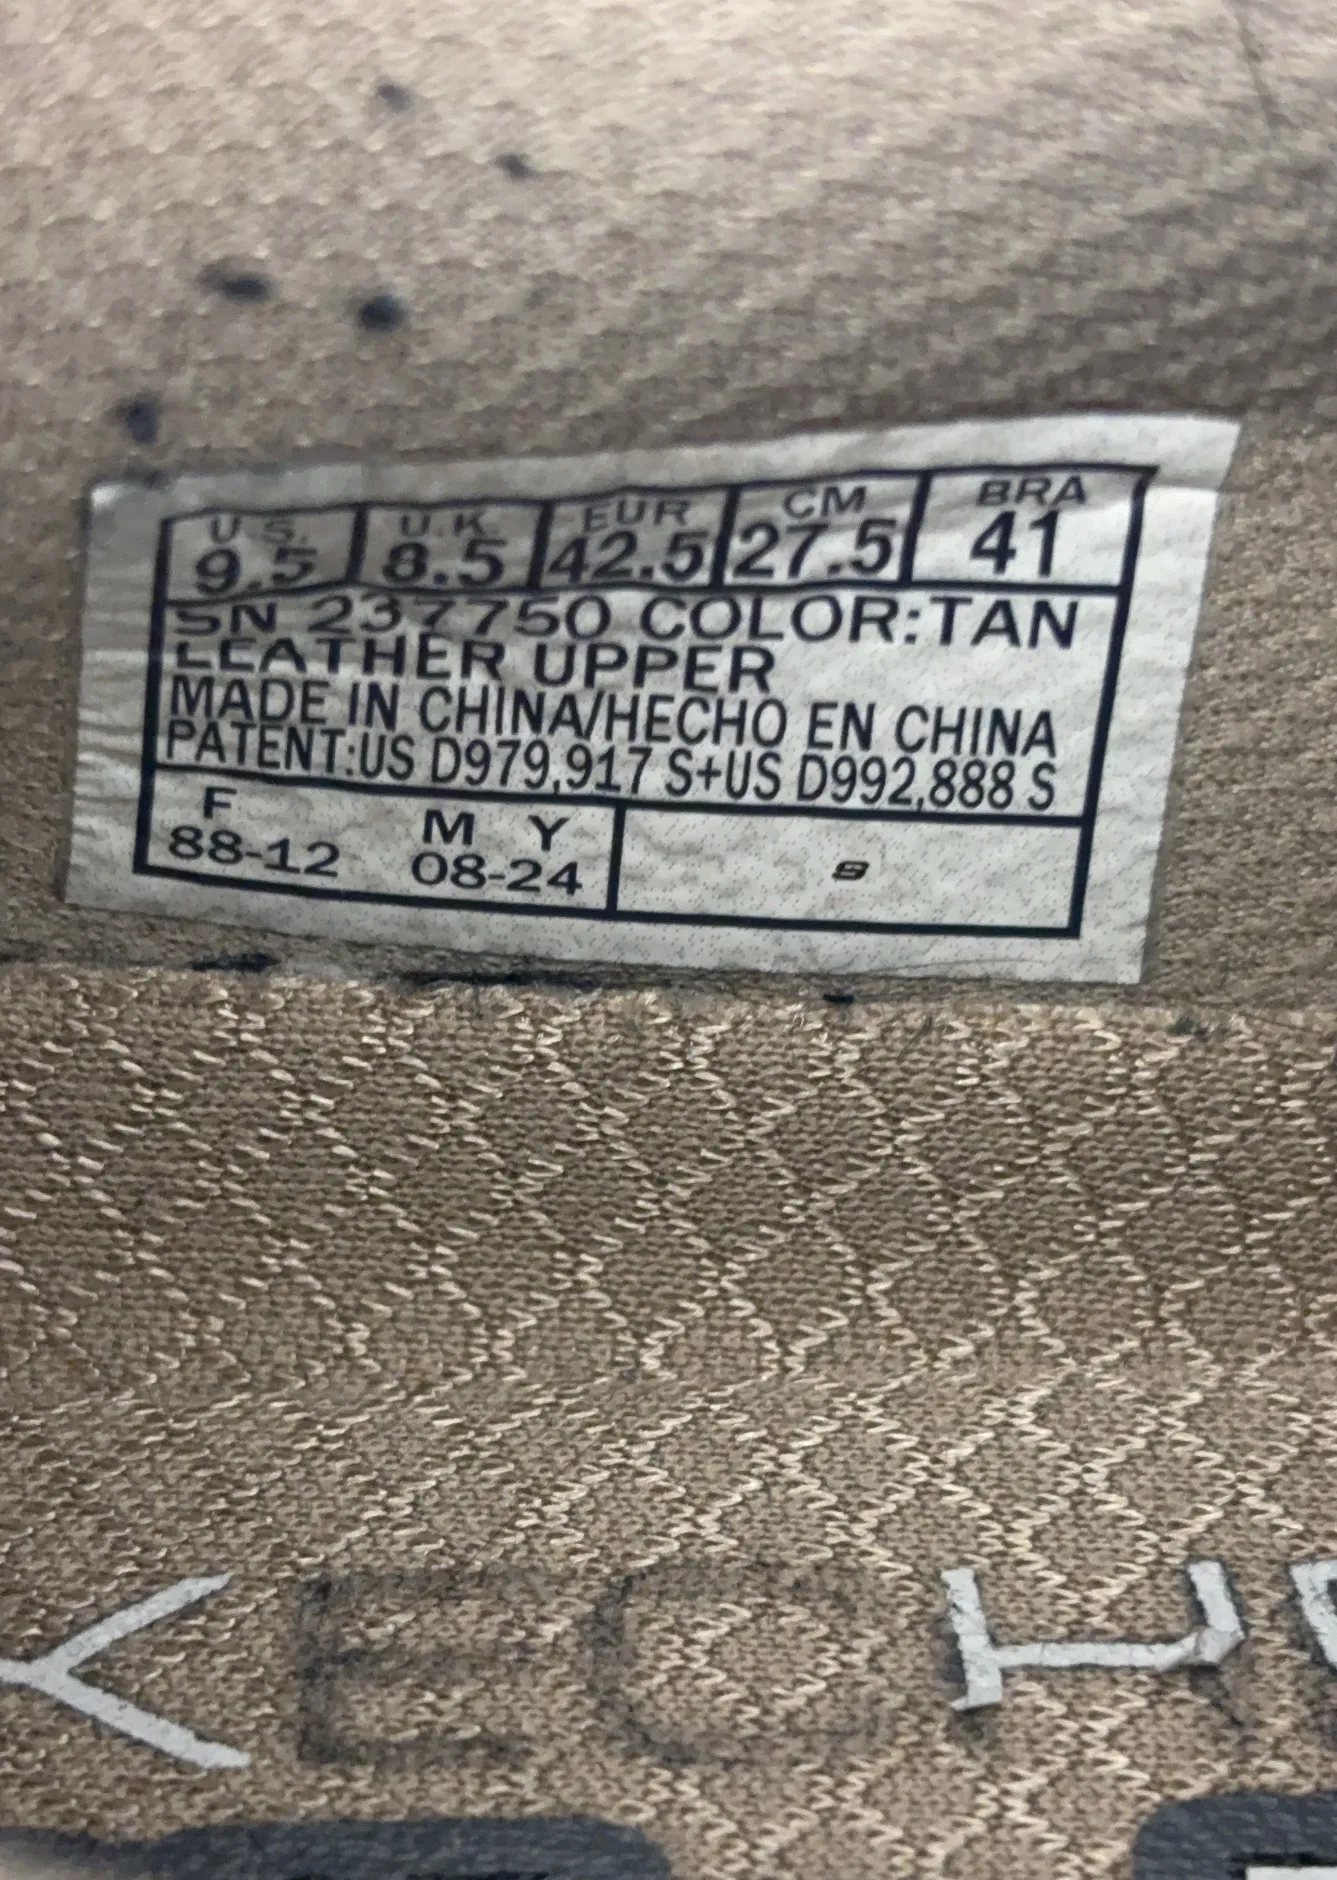 U.S. U.K. EUR CM BRA
9.5 8.5 42.5 27.5 41
SN 237750 COLOR:TAN
LEATHER UPPER
MADE IN CHINA/HECHO EN CHINA
PATENT:US D979,917 S+US D992,888 S
F M Y
88-12 08-24
S
KECH